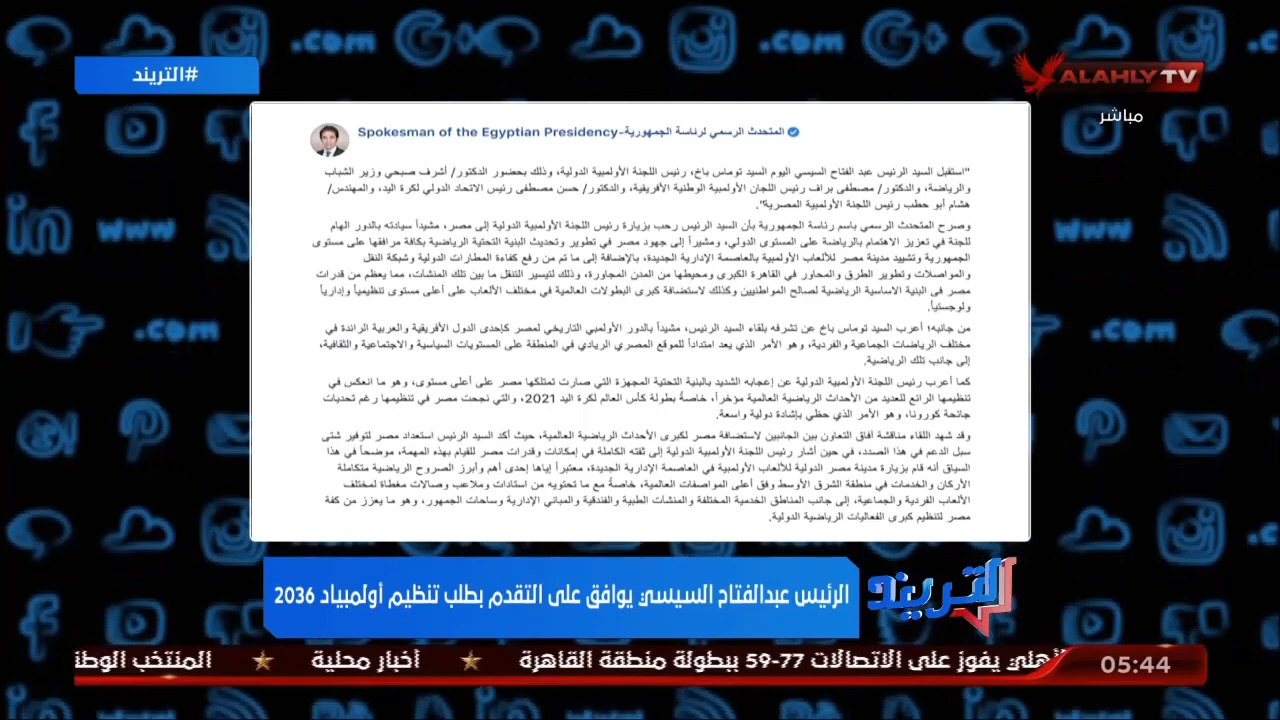 #التريند
ALAHLY TV
مباشر
المتحدث الرسمي لرئاسة الجمهورية-Spokesman of the Egyptian Presidency
"استقبل السيد الرئيس عبد الفتاح السيسي اليوم السيد توماس باخ، رئيس اللجنة الأولمبية الدولية، وذلك بحضور الدكتور/ أشرف صبحي وزير الشباب
والرياضة، والدكتور/ مصطفى براف رئيس اللجان الأولمبية الوطنية الأفريقية، والدكتور/ حسن مصطفى رئيس الاتحاد الدولي لكرة اليد، والمهندس/
هشام أبو حطب رئيس اللجنة الأولمبية المصرية".
وصرح المتحدث الرسمي باسم رئاسة الجمهورية بأن السيد الرئيس رحب بزيارة رئيس اللجنة الأولمبية الدولية إلى مصر، مشيداً سيادته بالدور الهام
للجنة في تعزيز الاهتمام بالرياضة على المستوى الدولي، ومشيراً إلى جهود مصر في تطوير وتحديث البنية التحتية الرياضية بكافة مرافقها على مستوى
الجمهورية وتشييد مدينة مصر للألعاب الأولمبية بالعاصمة الإدارية الجديدة، بالإضافة إلى ما تم من رفع كفاءة المطارات الدولية وشبكة النقل
والمواصلات وتطوير الطرق والمحاور في القاهرة الكبرى ومحيطها من المدن المجاورة، وذلك لتيسير التنقل ما بين تلك المنشات، مما يعظم من قدرات
مصر فى البنية الاساسية الرياضية لصالح المواطنيين وكذلك لاستضافة كبرى البطولات العالمية في مختلف الألعاب على أعلى مستوى تنظيمياً وإدارياً
ولوجستياً.
من جانبه؛ أعرب السيد توماس باخ عن تشرفه بلقاء السيد الرئيس، مشيداً بالدور الأولمبي التاريخي لمصر كإحدى الدول الأفريقية والعربية الرائدة في
مختلف الرياضات الجماعية والفردية، وهو الأمر الذي يعد امتداداً للموقع المصري الريادي في المنطقة على المستويات السياسية والاجتماعية والثقافية،
إلى جانب تلك الرياضية.
كما أعرب رئيس اللجنة الأولمبية الدولية عن إعجابه الشديد بالبنية التحتية المجهزة التي صارت تمتلكها مصر على أعلى مستوى، وهو ما انعكس في
تنظيمها الرائع للعديد من الأحداث الرياضية العالمية مؤخراً، خاصةً بطولة كأس العالم لكرة اليد 2021، والتي نجحت مصر في تنظيمها رغم تحديات
جائحة كورونا، وهو الأمر الذي حظي بإشادة دولية واسعة.
وقد شهد اللقاء مناقشة آفاق التعاون بين الجانبين لاستضافة مصر لكبرى الأحداث الرياضية العالمية، حيث أكد السيد الرئيس استعداد مصر لتوفير شتى
سبل الدعم في هذا الصدد، في حين أشار رئيس اللجنة الأولمبية الدولية إلى ثقته الكاملة في إمكانات وقدرات مصر للقيام بهذه المهمة، موضحاً في هذا
السياق أنه قام بزيارة مدينة مصر الدولية للألعاب الأولمبية في العاصمة الإدارية الجديدة، معتبراً إياها إحدى أهم وأبرز الصروح الرياضية متكاملة
الأركان والخدمات في منطقة الشرق الأوسط وفق أعلى المواصفات العالمية، خاصةً مع ما تحتويه من استادات وملاعب وصالات مغطاة لمختلف
الألعاب الفردية والجماعية، إلى جانب المناطق الخدمية المختلفة والمنشات الطبية والفندقية والمباني الإدارية وساحات الجمهور، وهو ما يعزز من كفة
مصر لتنظيم كبرى الفعاليات الرياضية الدولية.
التريند
الرئيس عبدالفتاح السيسي يوافق على التقدم بطلب تنظيم أولمبياد 2036
الأهلي يفوز على الاتصالات 77-59 ببطولة منطقة القاهرة ★ أخبار محلية ★ المنتخب الوطن
05:44
.com
.com
www
www
.com
.com